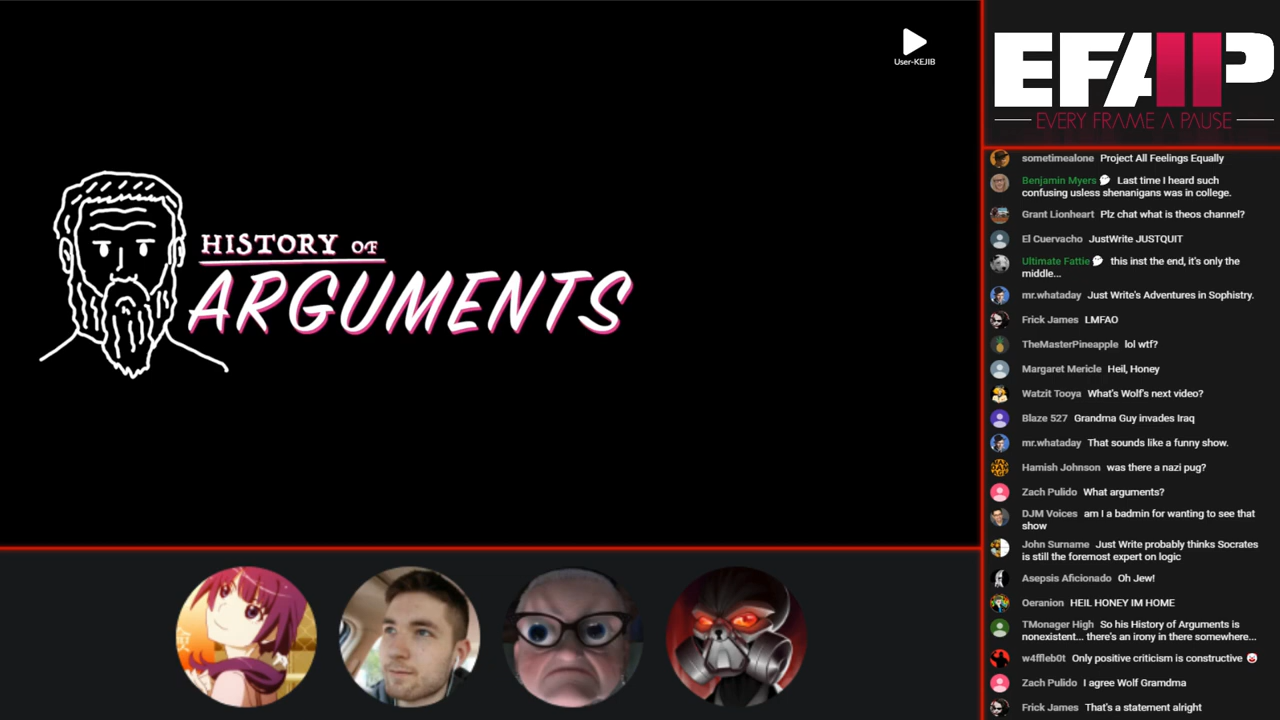 User-KEJIB
HISTORY OF
ARGUMENTS
EFAP
EVERY FRAME A PAUSE
sometimealone Project All Feelings Equally
Benjamin Myers Last time I heard such
confusing usless shenanigans was in college.
Grant Lionheart Plz chat what is theos channel?
El Cuervacho JustWrite JUSTQUIT
Ultimate Fattie this inst the end, it's only the
middle...
mr.whataday Just Write's Adventures in Sophistry.
Frick James LMFAO
TheMasterPineapple lol wtf?
Margaret Mericle Heil, Honey
Watzit Tooya What's Wolf's next video?
Blaze 527 Grandma Guy invades Iraq
mr.whataday That sounds like a funny show.
Hamish Johnson was there a nazi pug?
Zach Pulido What arguments?
DJM Voices am I a badmin for wanting to see that
show
John Surname Just Write probably thinks Socrates
is still the foremost expert on logic
Asepsis Aficionado Oh Jew!
Oeranion HEIL HONEY IM HOME
TMonager High So his History of Arguments is
nonexistent... there's an irony in there somewhere...
w4ffleb0t Only positive criticism is constructive
Zach Pulido I agree Wolf Gramdma
Frick James That's a statement alright